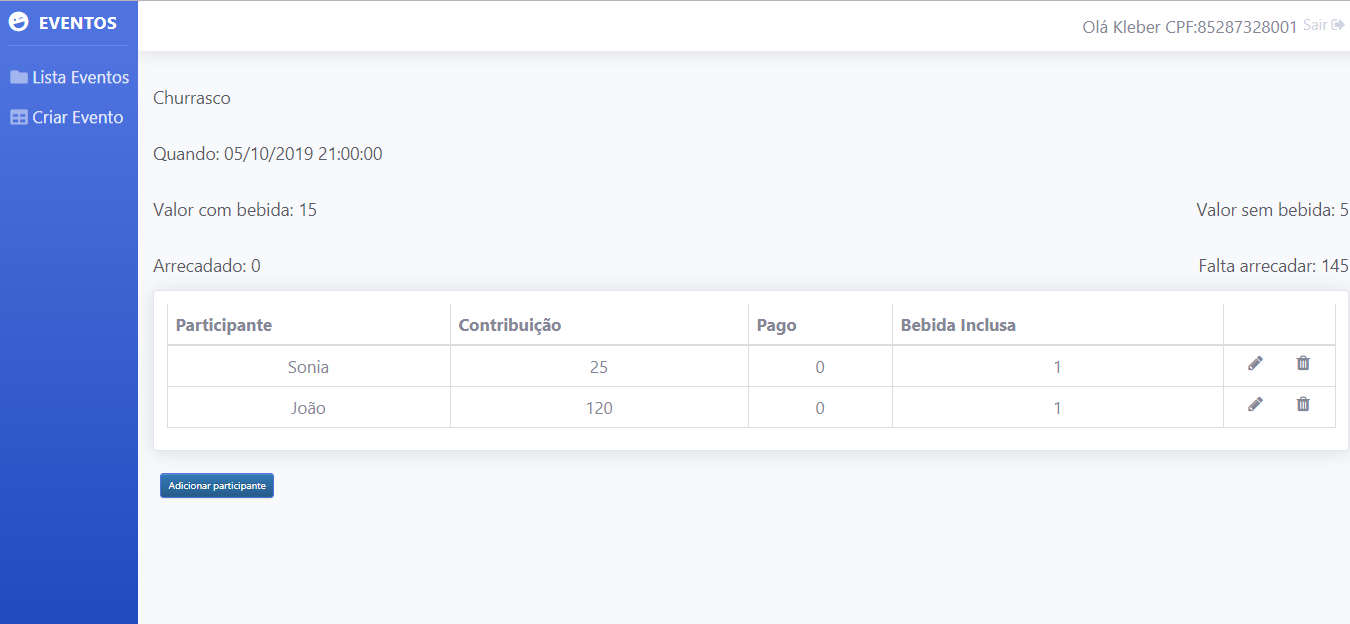 EVENTOS
Olá Kleber CPF:85287328001 Sair
Lista Eventos
Criar Evento
Churrasco
Quando: 05/10/2019 21:00:00
Valor com bebida: 15 Valor sem bebida: 5
Arrecadado: 0 Falta arrecadar: 145
Participante Contribuição Pago Bebida Inclusa
Sonia 25 0 1
João 120 0 1
Adicionar participante